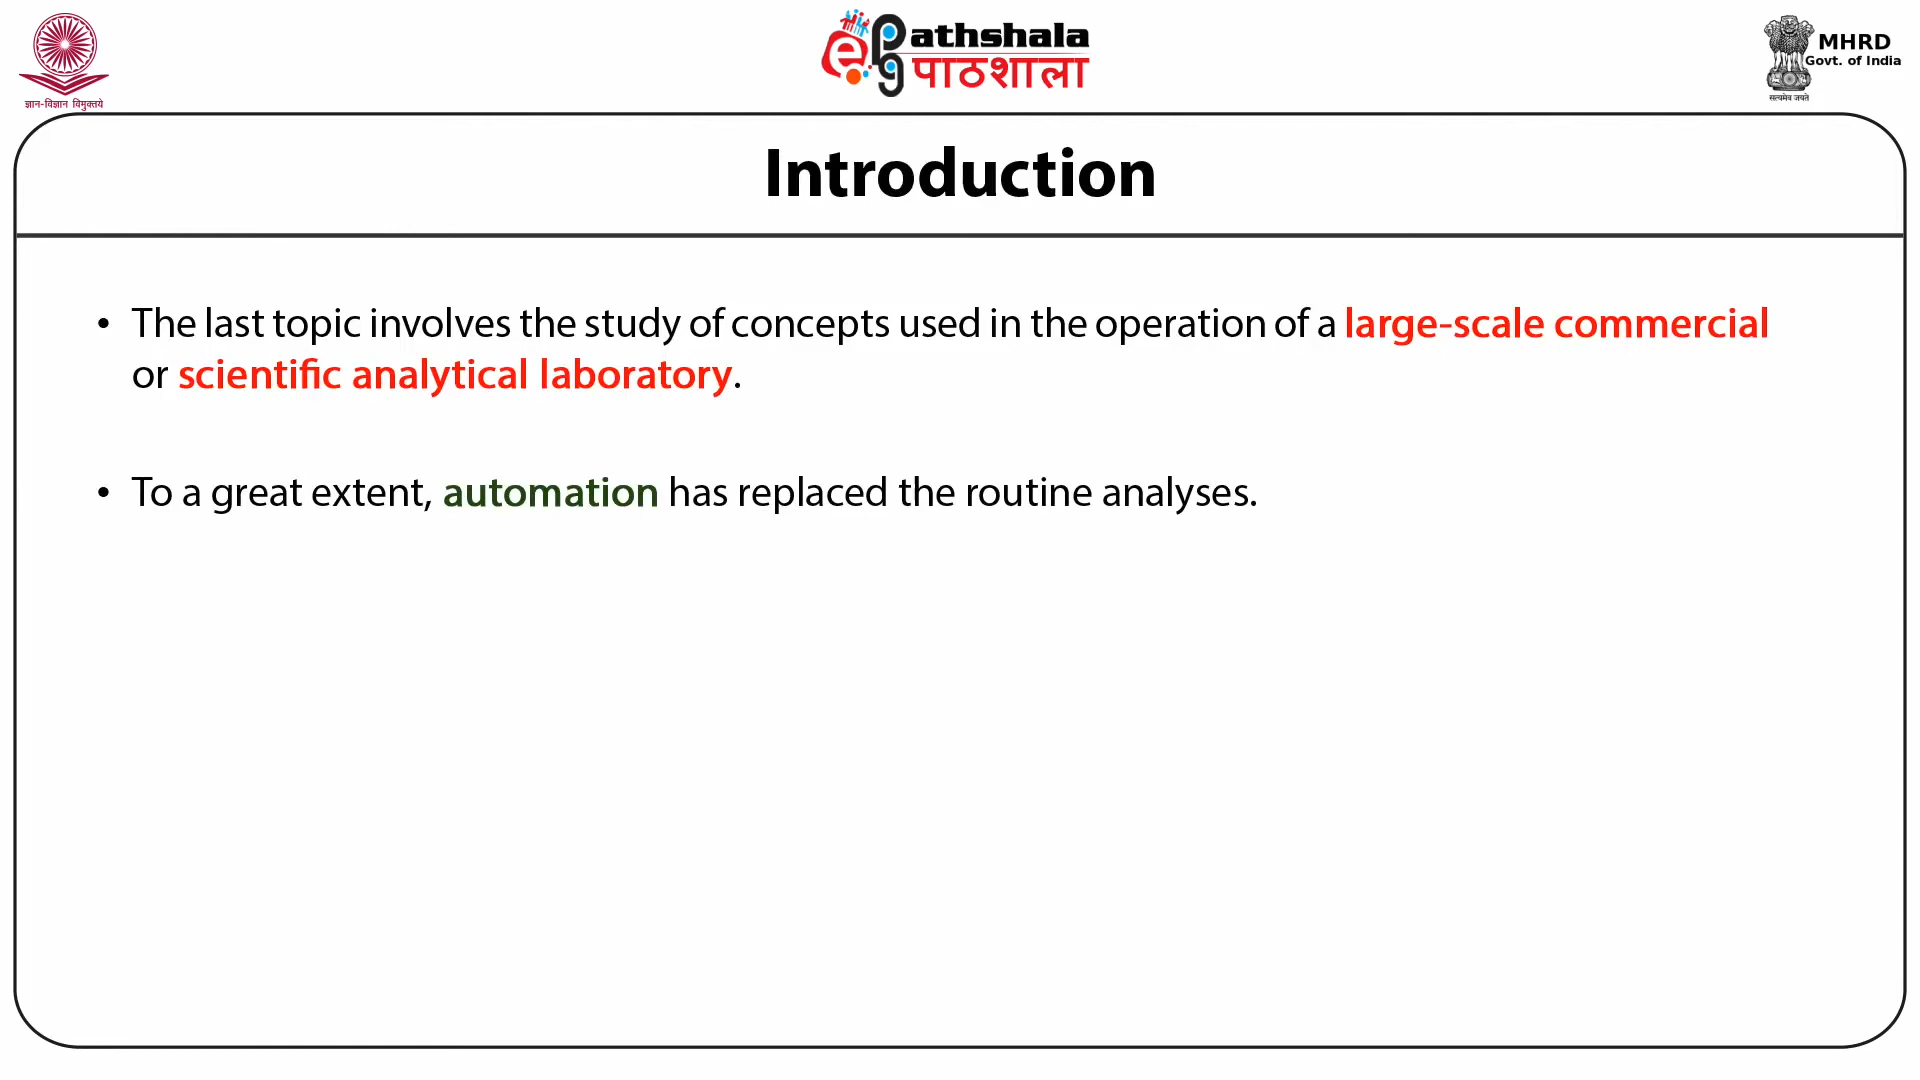 ज्ञान-विज्ञान विमुक्तये
e pg athshala
पाठशाला
MHRD
Govt. of India
सत्यमेव जयते
Introduction
• The last topic involves the study of concepts used in the operation of a large-scale commercial
or scientific analytical laboratory.
• To a great extent, automation has replaced the routine analyses.